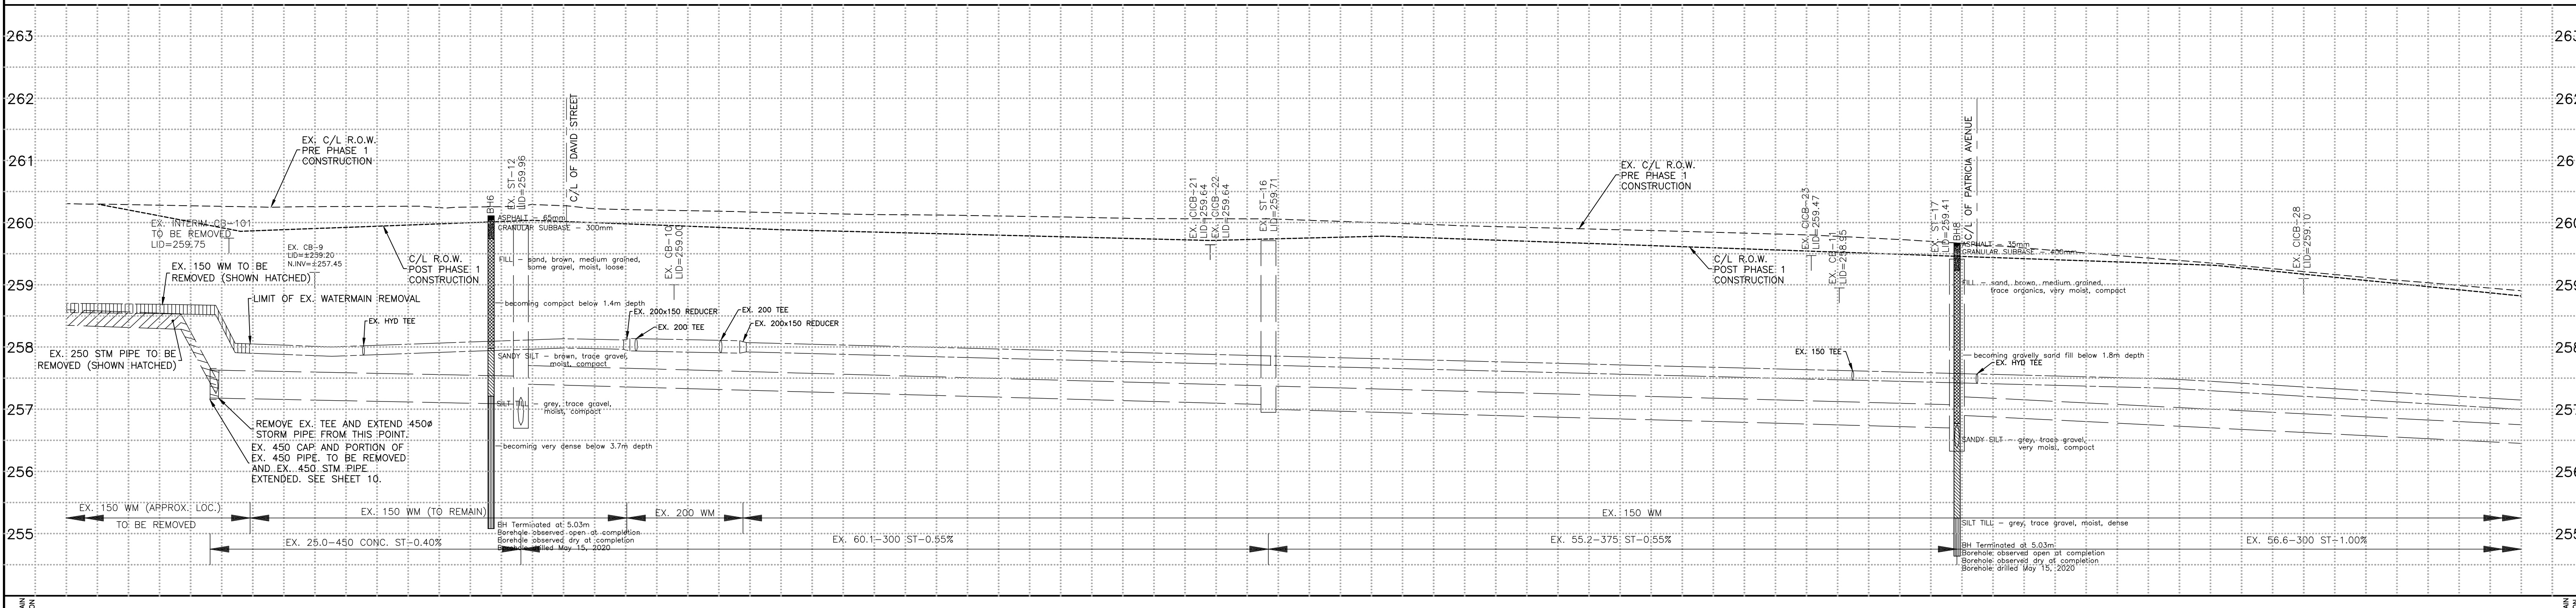 263
262
261
260
259
258
257
256
255
EX. C/L R.O.W.
PRE PHASE 1
CONSTRUCTION
EX. INTERIM CB-101
TO BE REMOVED
LID=259.75
EX. CB-9
LID=±259.20
N.INV=±257.45
EX. 150 WM TO BE
REMOVED (SHOWN HATCHED)
LIMIT OF EX. WATERMAIN REMOVAL
C/L R.O.W.
POST PHASE 1
CONSTRUCTION
EX. HYD TEE
EX. 250 STM PIPE TO BE
REMOVED (SHOWN HATCHED)
REMOVE EX. TEE AND EXTEND 450ø
STORM PIPE FROM THIS POINT.
EX. 450 CAP AND PORTION OF
EX. 450 PIPE. TO BE REMOVED
AND EX. 450 STM PIPE
EXTENDED. SEE SHEET 10.
EX. 150 WM (APPROX. LOC.)
TO BE REMOVED
EX. 150 WM (TO REMAIN)
EX. 25.0-450 CONC. ST-0.40%
BH6
EX. ST-12
LID=259.96
C/L OF DAVID STREET
ASPHALT - 65mm
GRANULAR SUBBASE - 300mm
FILL - sand, brown, medium grained,
some gravel, moist, loose
becoming compact below 1.4m depth
SANDY SILT - brown, trace gravel,
moist, compact
SILT TILL - grey, trace gravel,
moist, compact
becoming very dense below 3.7m depth
BH Terminated at 5.03m
Borehole observed open at completion
Borehole observed dry at completion
Borehole drilled May 15, 2020
EX. CB-10
LID=259.00
EX. 200x150 REDUCER
EX. 200 TEE
EX. 200 TEE
EX. 200x150 REDUCER
EX. 200 WM
EX. 60.1-300 ST-0.55%
EX. CICB-21
LID=259.64
EX. CICB-22
LID=259.64
EX. ST-16
LID=259.71
EX. C/L R.O.W.
PRE PHASE 1
CONSTRUCTION
C/L R.O.W.
POST PHASE 1
CONSTRUCTION
EX. CICB-23
LID=259.47
EX. CB-11
LID=258.95
EX. 150 TEE
EX. 150 WM
EX. 55.2-375 ST-0.55%
EX. ST-17
LID=259.41
BH8
C/L OF PATRICIA AVENUE
ASPHALT - 35mm
GRANULAR SUBBASE - 400mm
FILL - sand, brown, medium grained,
trace organics, very moist, compact
becoming gravelly sand fill below 1.8m depth
EX. HYD TEE
SANDY SILT - grey, trace gravel,
very moist, compact
SILT TILL - grey, trace gravel, moist, dense
BH Terminated at 5.03m
Borehole observed open at completion
Borehole observed dry at completion
Borehole drilled May 15, 2020
EX. CICB-28
LID=259.10
EX. 56.6-300 ST-1.00%